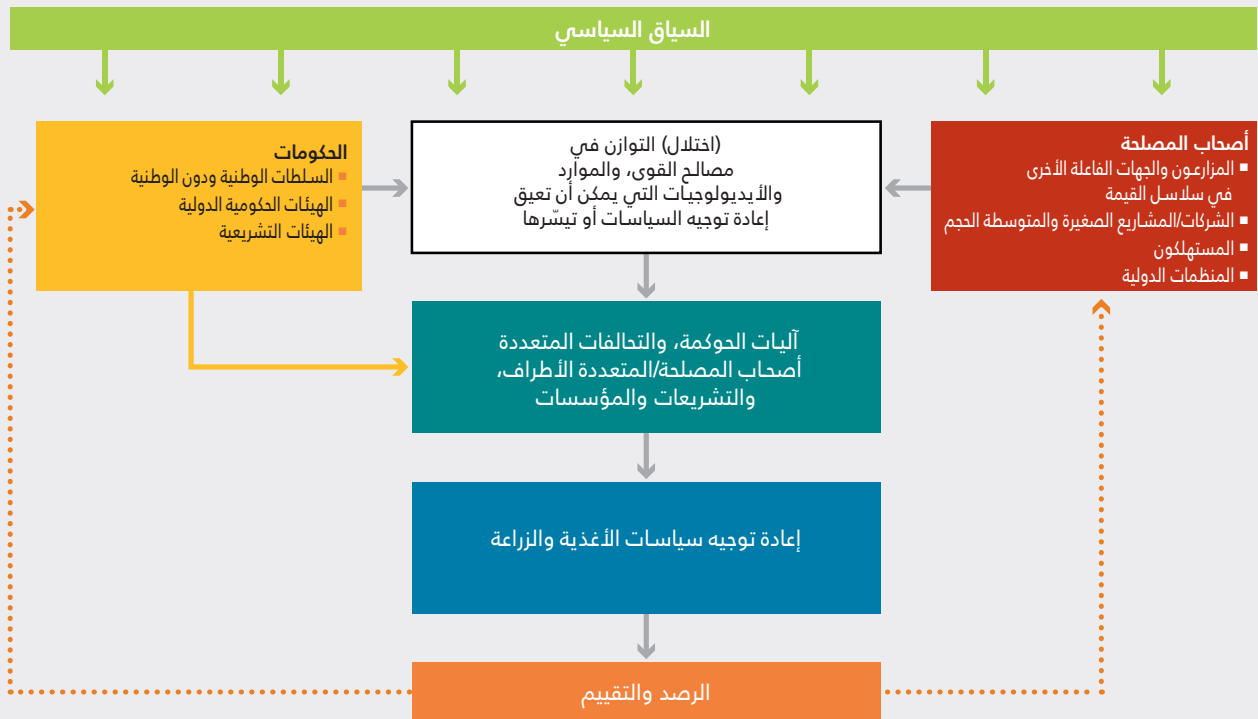 السياق السياسي
أصحاب المصلحة
▪ المزارعون والجهات الفاعلة الأخرى
في سلاسل القيمة
▪ الشركات/المشاريع الصغيرة والمتوسطة الحجم
▪ المستهلكون
▪ المنظمات الدولية
(اختلال) التوازن في
مصالح القوى، والموارد
والأيديولوجيات التي يمكن أن تعيق
إعادة توجيه السياسات أو تيسّرها
الحكومات
▪ السلطات الوطنية ودون الوطنية
▪ الهيئات الحكومية الدولية
▪ الهيئات التشريعية
آليات الحوكمة، والتحالفات المتعددة
أصحاب المصلحة/المتعددة الأطراف،
والتشريعات والمؤسسات
إعادة توجيه سياسات الأغذية والزراعة
الرصد والتقييم